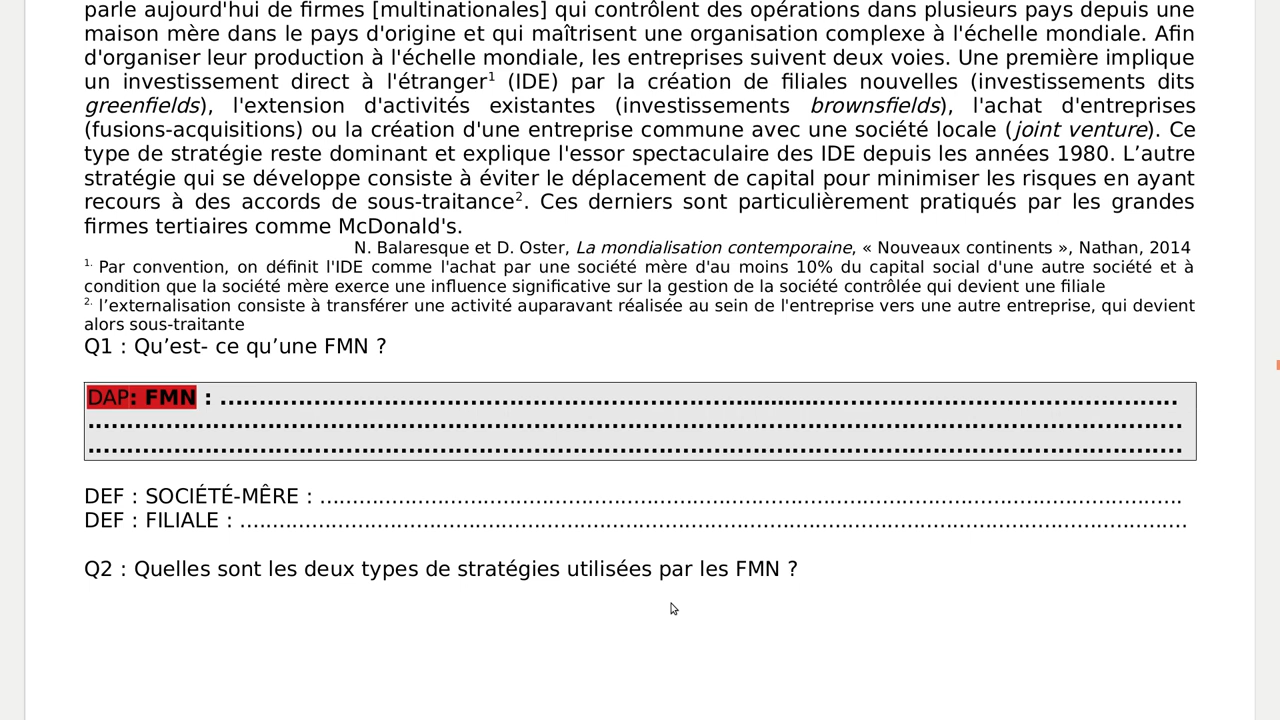 parle aujourd'hui de firmes [multinationales] qui contrôlent des opérations dans plusieurs pays depuis une
maison mère dans le pays d'origine et qui maîtrisent une organisation complexe à l'échelle mondiale. Afin
d'organiser leur production à l'échelle mondiale, les entreprises suivent deux voies. Une première implique
un investissement direct à l'étranger¹ (IDE) par la création de filiales nouvelles (investissements dits
greenfields), l'extension d'activités existantes (investissements brownsfields), l'achat d'entreprises
(fusions-acquisitions) ou la création d'une entreprise commune avec une société locale (joint venture). Ce
type de stratégie reste dominant et explique l'essor spectaculaire des IDE depuis les années 1980. L’autre
stratégie qui se développe consiste à éviter le déplacement de capital pour minimiser les risques en ayant
recours à des accords de sous-traitance². Ces derniers sont particulièrement pratiqués par les grandes
firmes tertiaires comme McDonald's.
N. Balaresque et D. Oster, La mondialisation contemporaine, « Nouveaux continents », Nathan, 2014
¹· Par convention, on définit l'IDE comme l'achat par une société mère d'au moins 10% du capital social d'une autre société et à
condition que la société mère exerce une influence significative sur la gestion de la société contrôlée qui devient une filiale
²· l’externalisation consiste à transférer une activité auparavant réalisée au sein de l'entreprise vers une autre entreprise, qui devient
alors sous-traitante
Q1 : Qu’est- ce qu’une FMN ?
DAP: FMN : ........................................................................................................................
........................................................................................................................
........................................................................................................................
DEF : SOCIÉTÉ-MÊRE : ........................................................................................................................
DEF : FILIALE : ........................................................................................................................
Q2 : Quelles sont les deux types de stratégies utilisées par les FMN ?